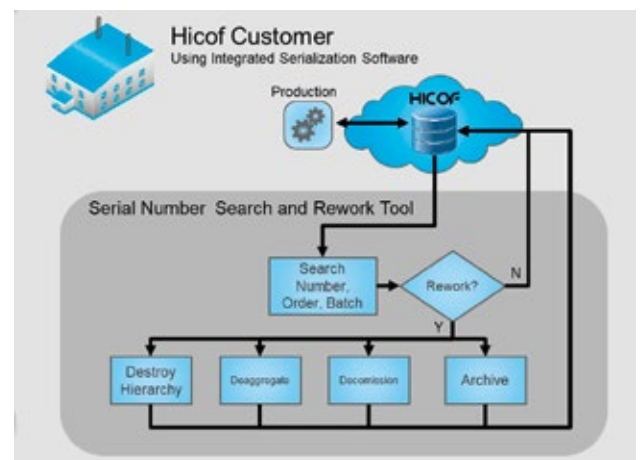 Hicof Customer
Using Integrated Serialization Software
Production
HICOF
Serial Number Search and Rework Tool
Search
Number,
Order, Batch
Rework?
N
Y
Destroy
Hierarchy
Deaggregate
Docomission
Archive